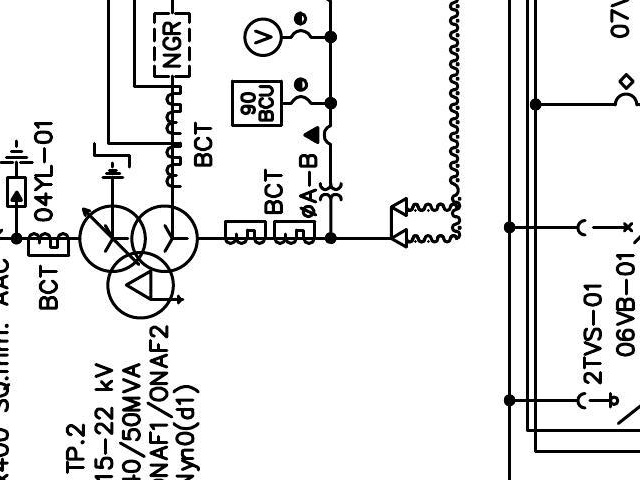 NGR
V
90
BCU
07V
04YL-01
BCT
BCT
øA-B
BCT
BCT
2TVS-01
06VB-01
SQ.mm. AAC
TP.2
15-22 kV
40/50MVA
ONAF1/ONAF2
Nyn0(d1)